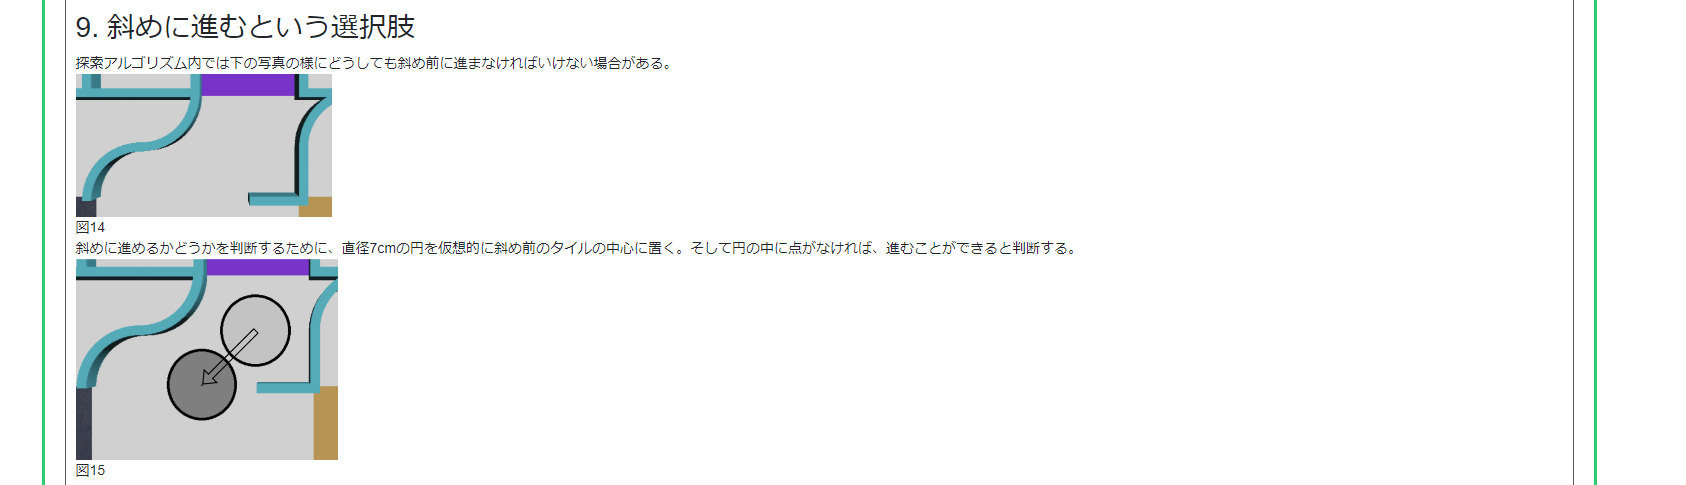 9. 斜めに進むという選択肢
探索アルゴリズム内では下の写真の様にどうしても斜め前に進まなければいけない場合がある。
図14
斜めに進めるかどうかを判断するために、直径7cmの円を仮想的に斜め前のタイルの中心に置く。そして円の中に点がなければ、進むことができると判断する。
図15